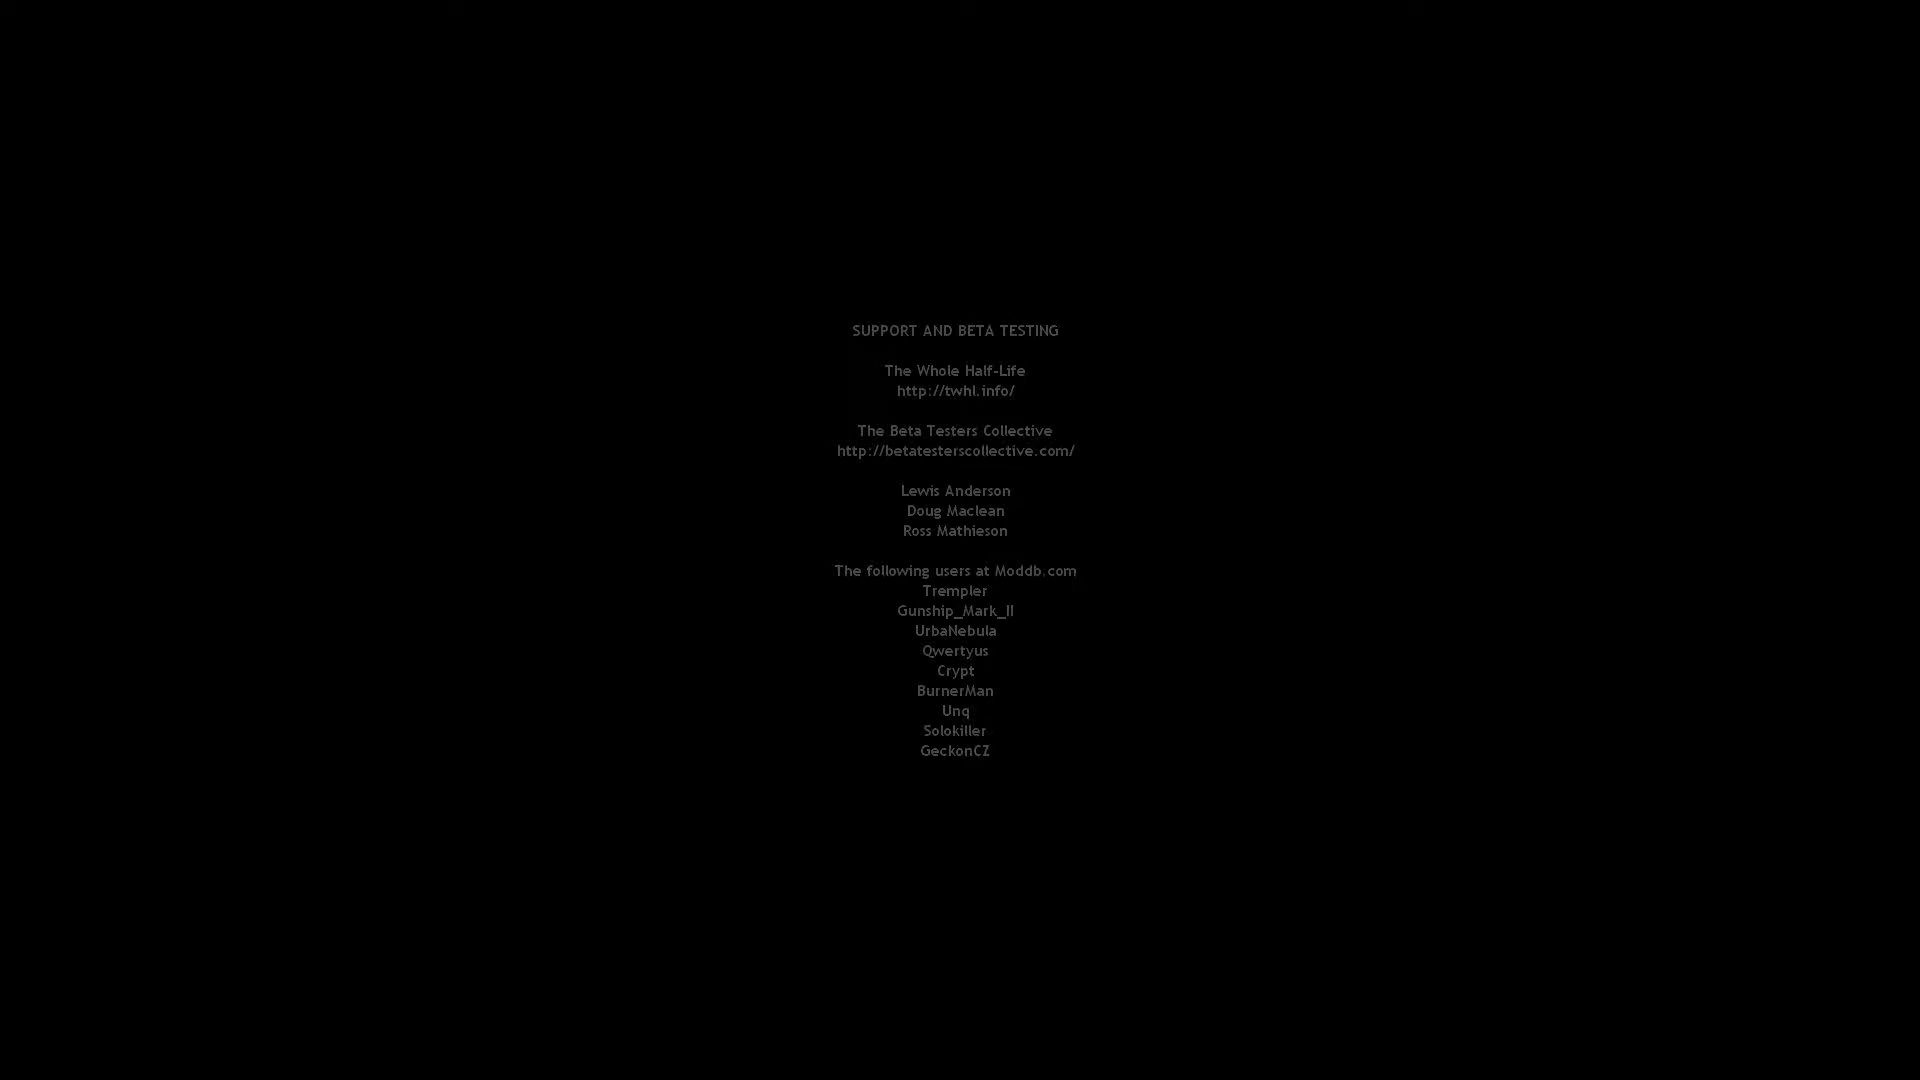 SUPPORT AND BETA TESTING
The Whole Half-Life
http://twhl.info/
The Beta Testers Collective
http://betatesterscollective.com/
Lewis Anderson
Doug Maclean
Ross Mathieson
The following users at Moddb.com
Trempler
Gunship_Mark_II
UrbaNebula
Qwertyus
Crypt
BurnerMan
Unq
Solokiller
GeckonCZ